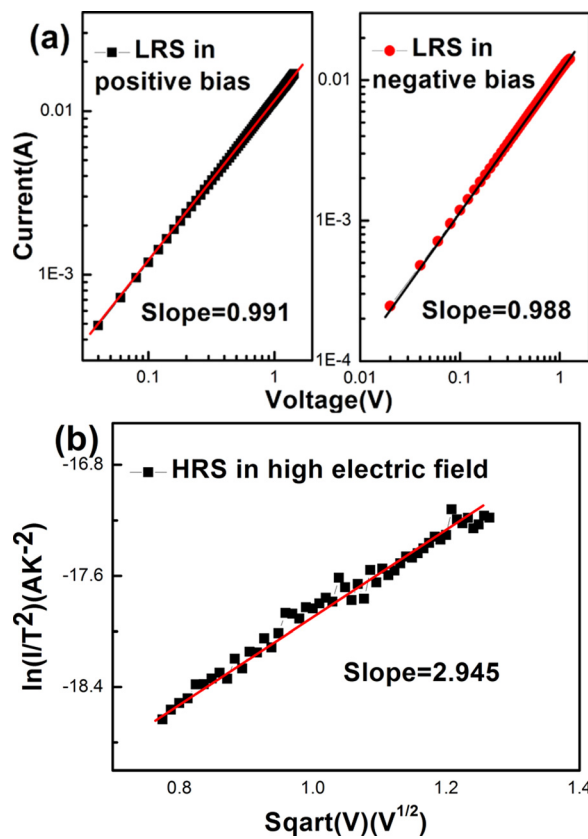 (a)
LRS in
positive bias
LRS in
negative bias
Current(A)
0.01
1E-3
0.01
1E-3
1E-4
Slope=0.991
Slope=0.988
0.1
1
0.01
0.1
1
Voltage(V)
(b)
HRS in high electric field
ln(I/T²)(AK⁻²)
-16.8
-17.6
-18.4
Slope=2.945
0.8
1.0
1.2
1.4
Sqart(V)(V^{1/2})